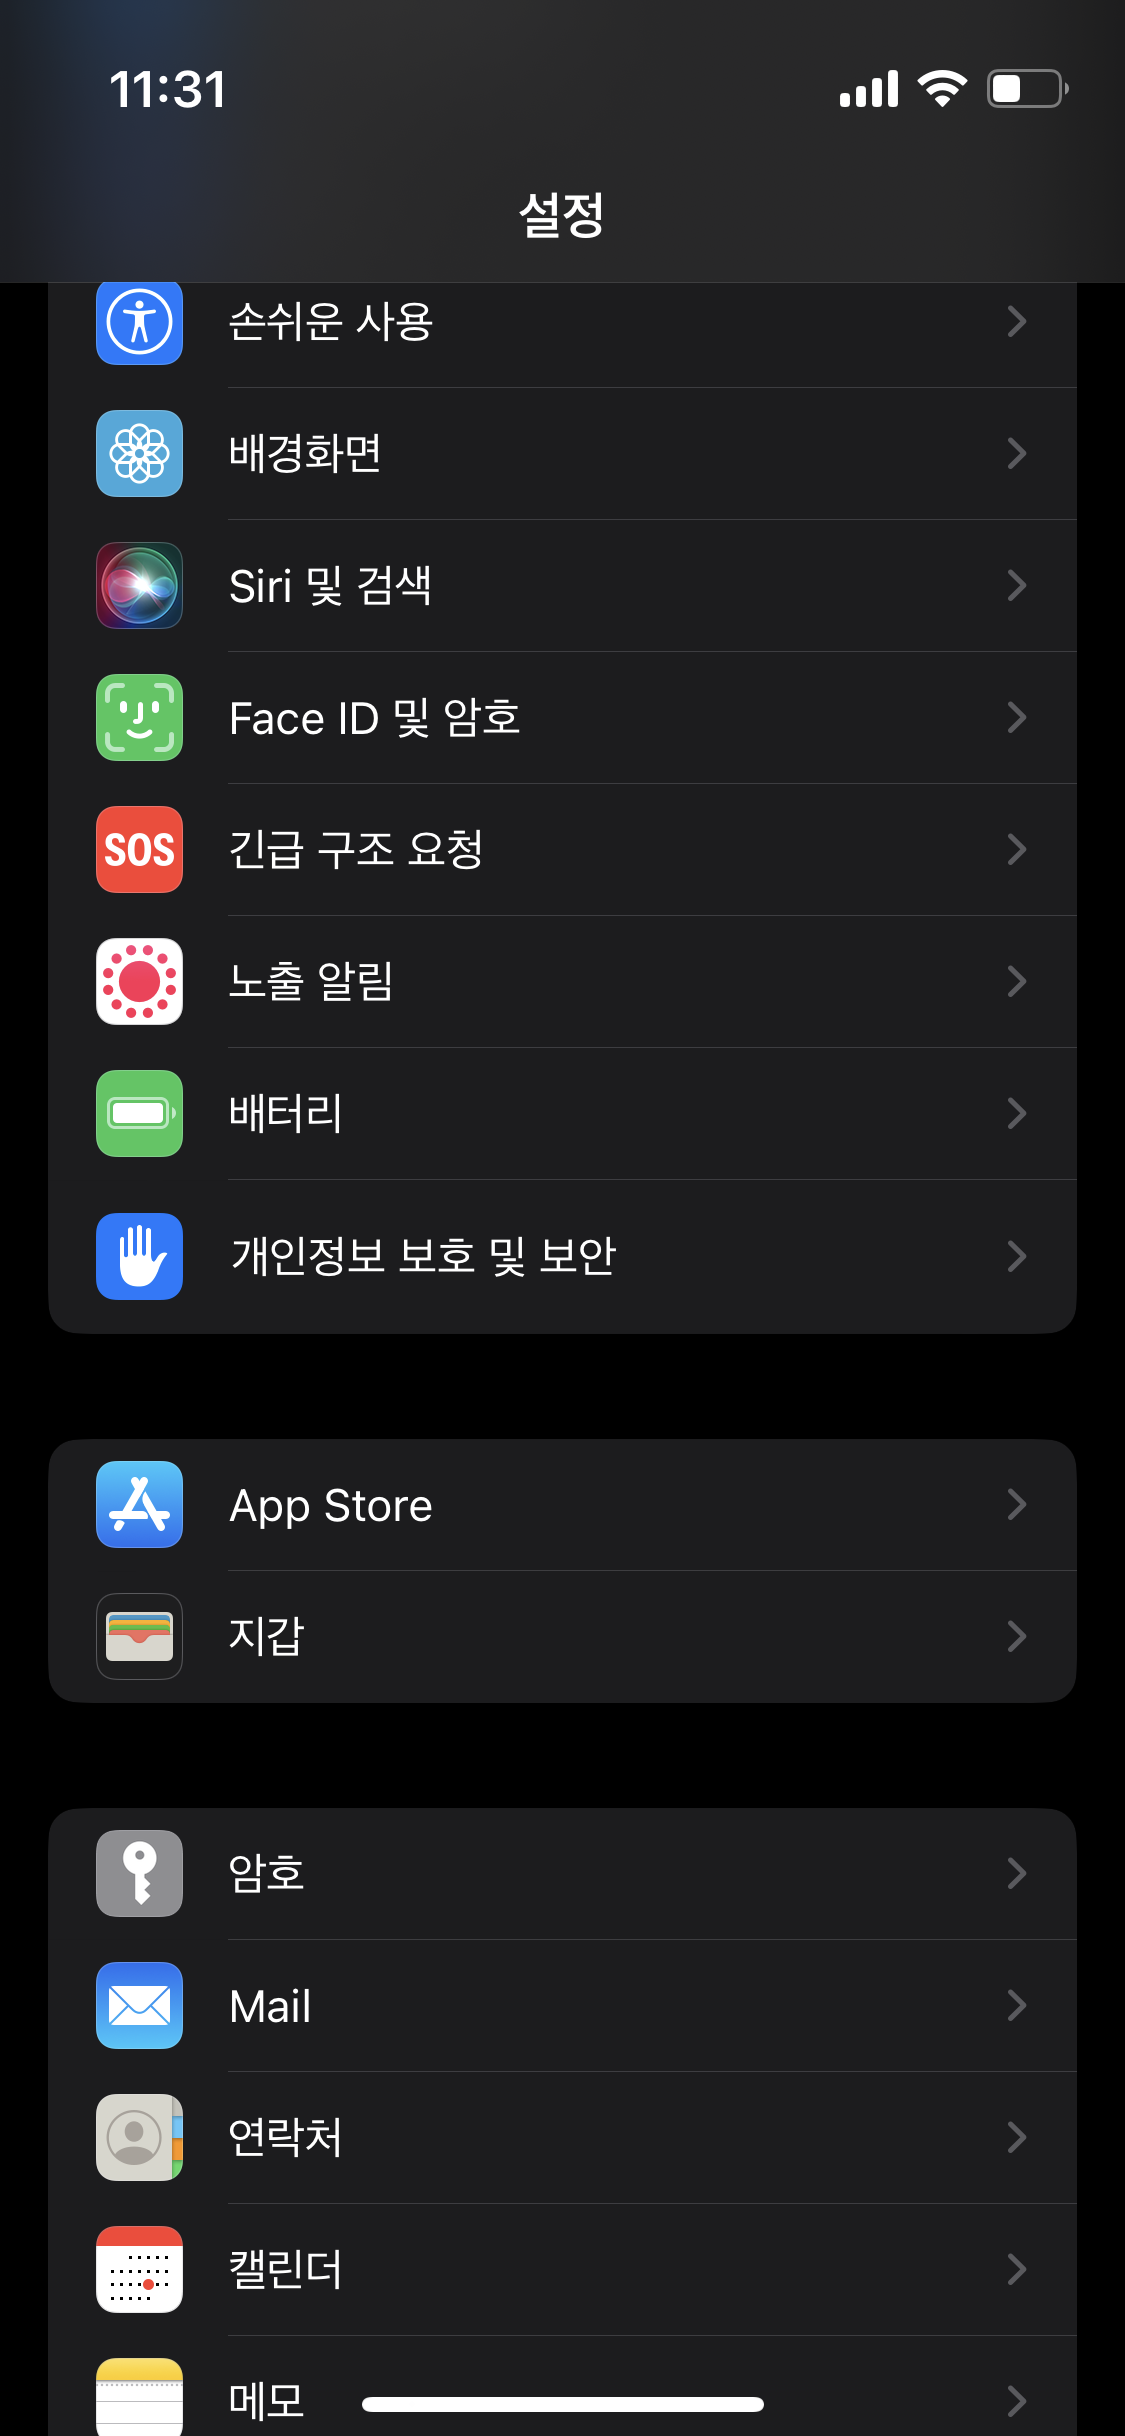 11:31
설정
손쉬운 사용
배경화면
Siri 및 검색
Face ID 및 암호
SOS 긴급 구조 요청
노출 알림
배터리
개인정보 보호 및 보안
App Store
지갑
암호
Mail
연락처
캘린더
메모